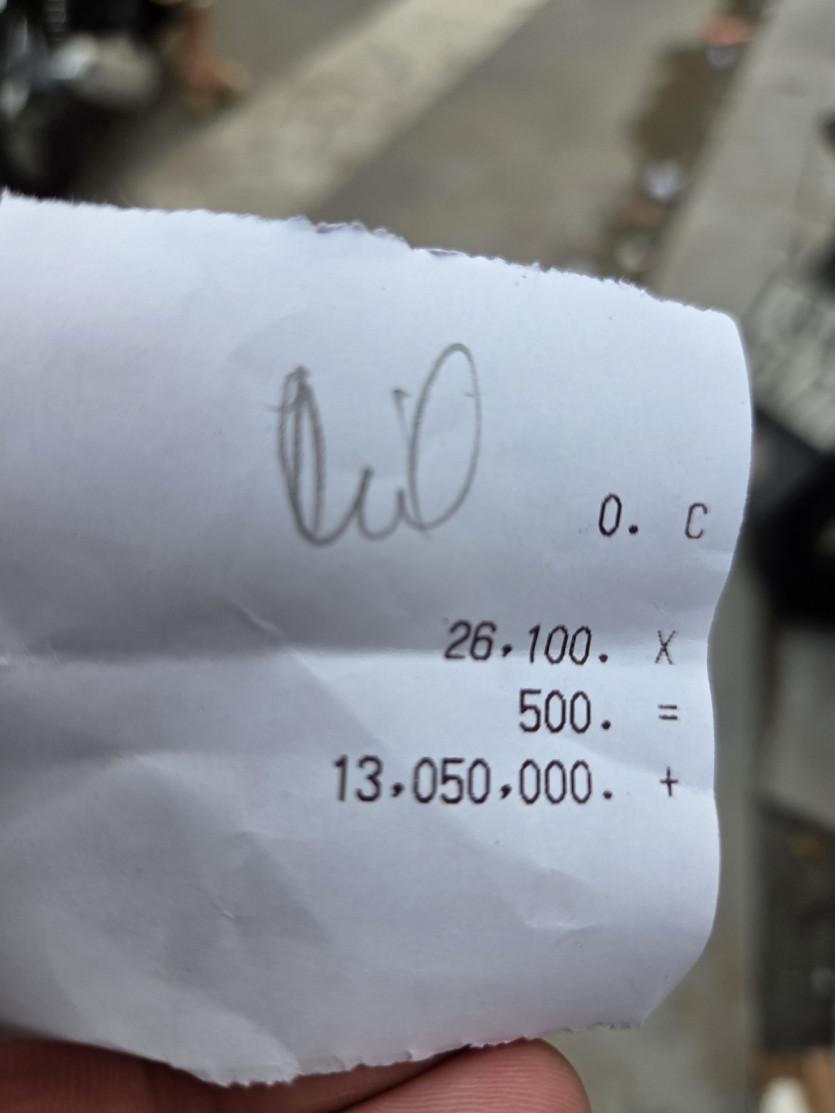 0. C
26,100. X
500. =
13,050,000. +